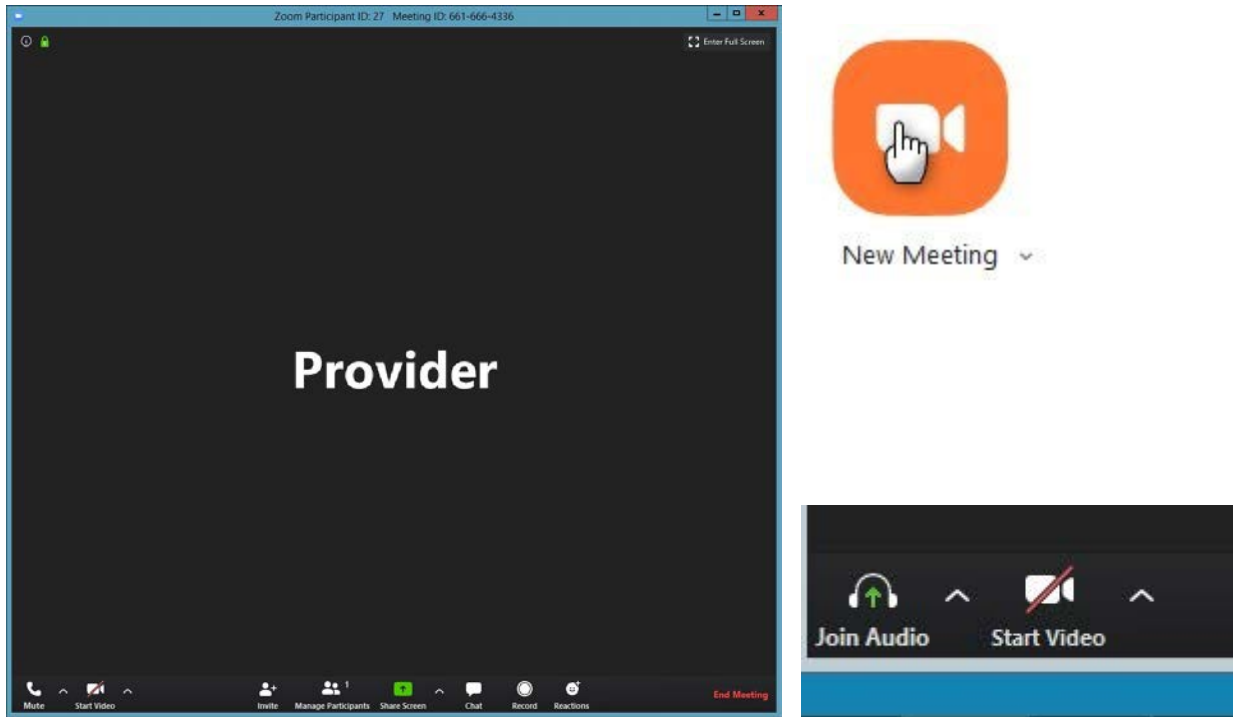 Zoom Participant ID: 27 Meeting ID: 661-666-4336
Enter Full Screen
Provider
Mute
Start Video
Invite
Manage Participants
1
Share Screen
Chat
Record
Reactions
End Meeting
New Meeting
Join Audio
Start Video